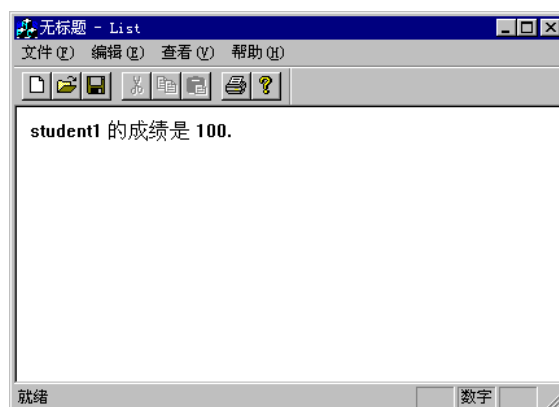 无标题 - List
文件(F) 编辑(E) 查看(V) 帮助(H)
student1 的成绩是 100.
就绪 数字